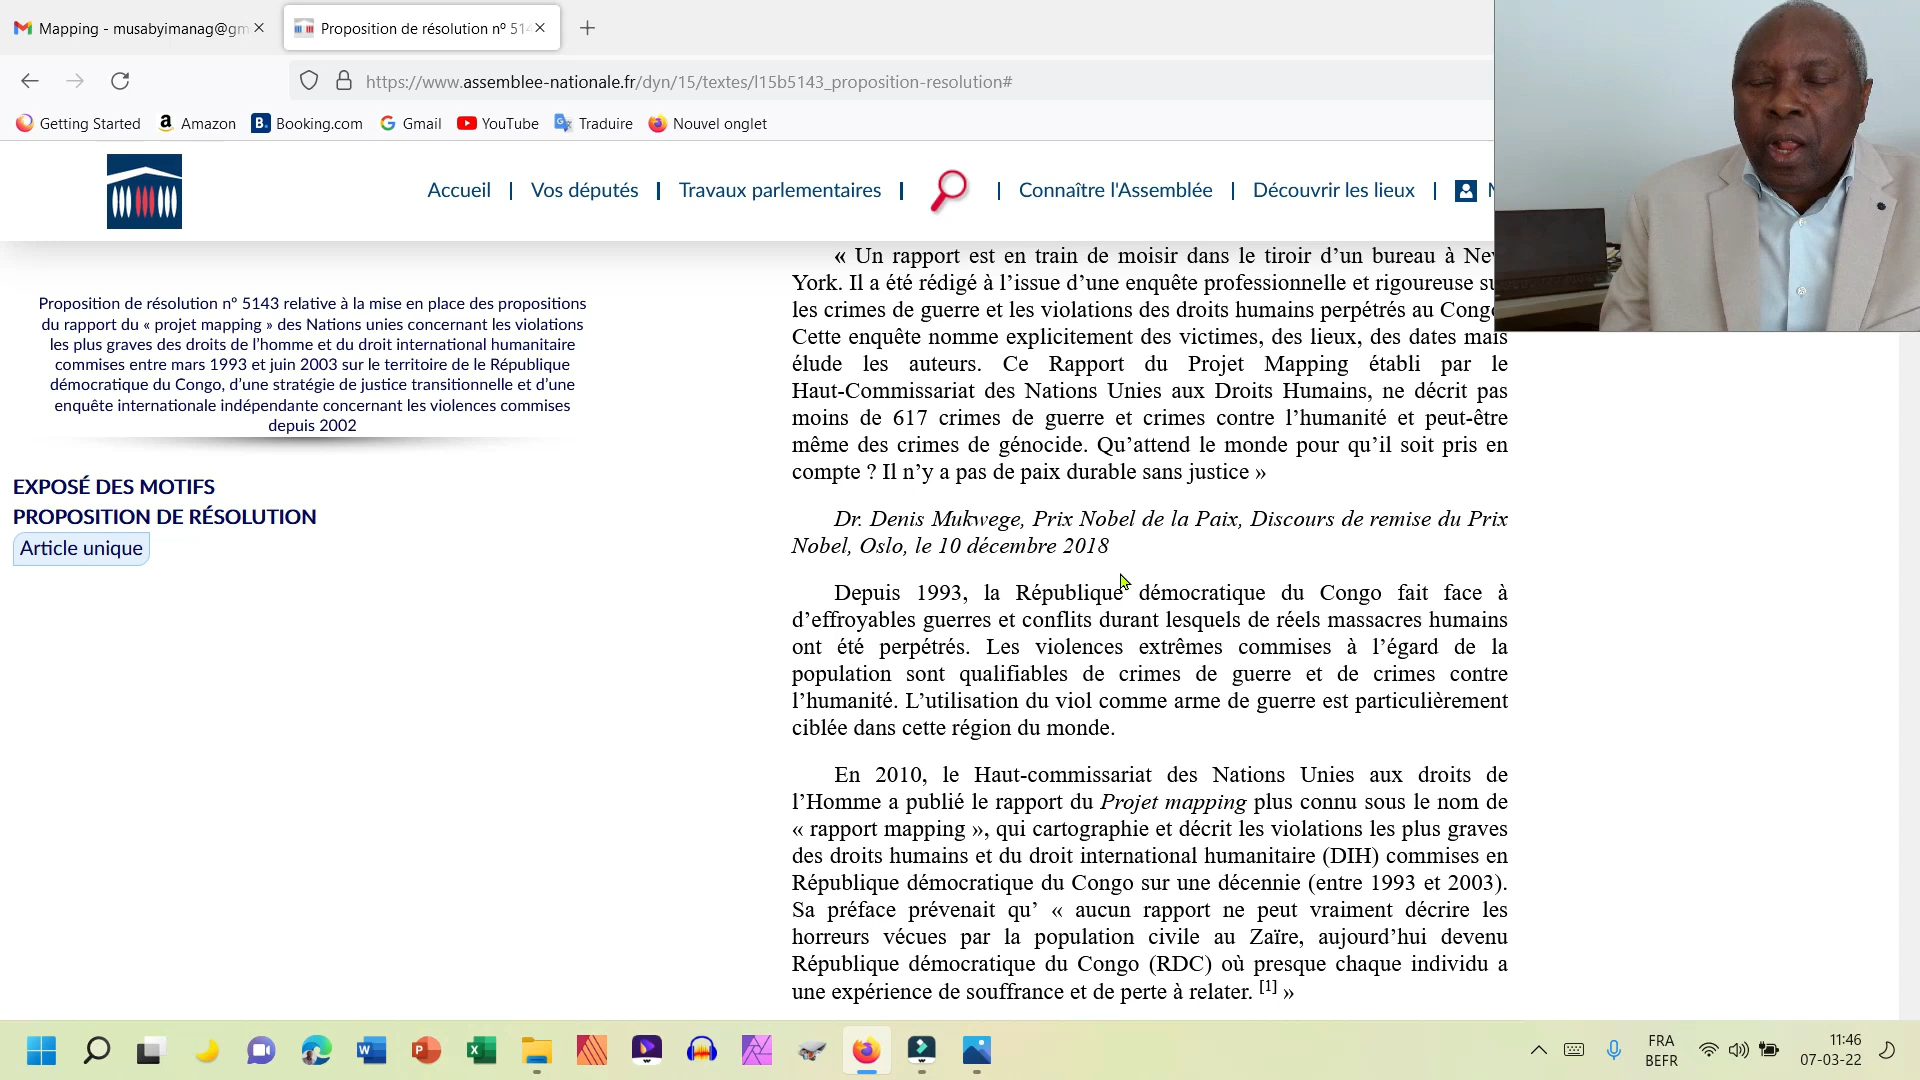 Mapping - musabyimanag@gm
Proposition de résolution nº 514
https://www.assemblee-nationale.fr/dyn/15/textes/l15b5143_proposition-resolution#
Getting Started
Amazon
B. Booking.com
Gmail
YouTube
Traduire
Nouvel onglet
Accueil | Vos députés | Travaux parlementaires | | Connaître l'Assemblée | Découvrir les lieux |
Proposition de résolution nº 5143 relative à la mise en place des propositions
du rapport du « projet mapping » des Nations unies concernant les violations
les plus graves des droits de l'homme et du droit international humanitaire
commises entre mars 1993 et juin 2003 sur le territoire de le République
démocratique du Congo, d'une stratégie de justice transitionnelle et d'une
enquête internationale indépendante concernant les violences commises
depuis 2002
EXPOSÉ DES MOTIFS
PROPOSITION DE RÉSOLUTION
Article unique
« Un rapport est en train de moisir dans le tiroir d'un bureau à New
York. Il a été rédigé à l'issue d'une enquête professionnelle et rigoureuse su
les crimes de guerre et les violations des droits humains perpétrés au Congo
Cette enquête nomme explicitement des victimes, des lieux, des dates mais
élude les auteurs. Ce Rapport du Projet Mapping établi par le
Haut-Commissariat des Nations Unies aux Droits Humains, ne décrit pas
moins de 617 crimes de guerre et crimes contre l'humanité et peut-être
même des crimes de génocide. Qu'attend le monde pour qu'il soit pris en
compte ? Il n'y a pas de paix durable sans justice »
Dr. Denis Mukwege, Prix Nobel de la Paix, Discours de remise du Prix
Nobel, Oslo, le 10 décembre 2018
Depuis 1993, la République démocratique du Congo fait face à
d'effroyables guerres et conflits durant lesquels de réels massacres humains
ont été perpétrés. Les violences extrêmes commises à l'égard de la
population sont qualifiables de crimes de guerre et de crimes contre
l'humanité. L'utilisation du viol comme arme de guerre est particulièrement
ciblée dans cette région du monde.
En 2010, le Haut-commissariat des Nations Unies aux droits de
l'Homme a publié le rapport du Projet mapping plus connu sous le nom de
« rapport mapping », qui cartographie et décrit les violations les plus graves
des droits humains et du droit international humanitaire (DIH) commises en
République démocratique du Congo sur une décennie (entre 1993 et 2003).
Sa préface prévenait qu' « aucun rapport ne peut vraiment décrire les
horreurs vécues par la population civile au Zaïre, aujourd'hui devenu
République démocratique du Congo (RDC) où presque chaque individu a
une expérience de souffrance et de perte à relater. [1] »
FRA
BEFR
11:46
07-03-22